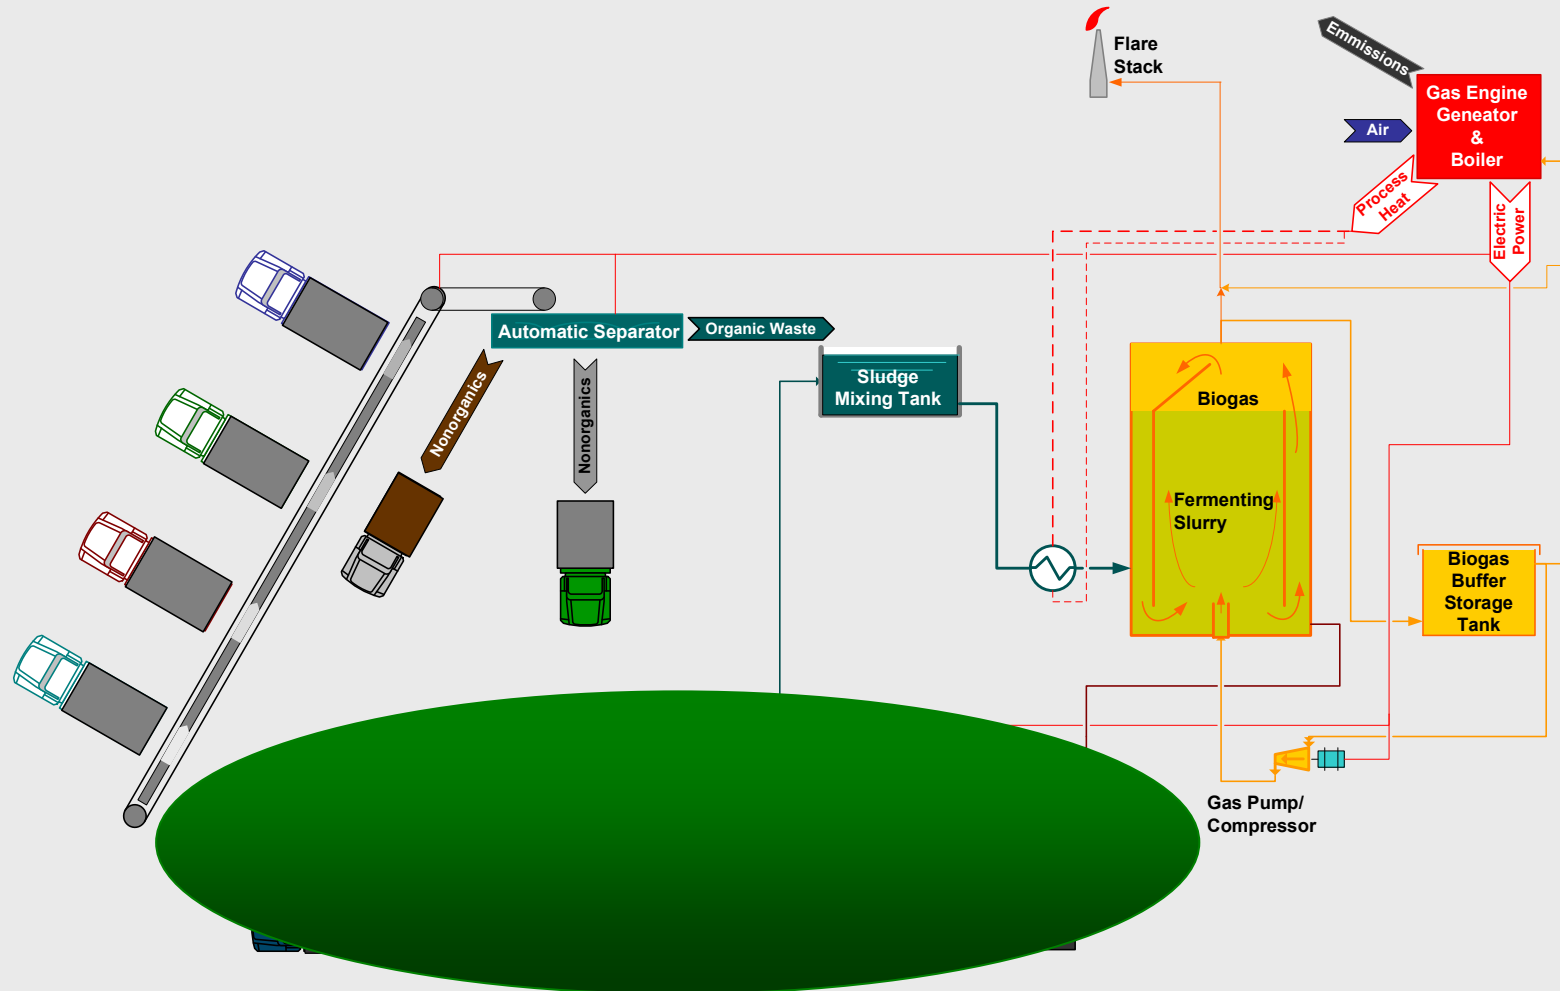 Flare
Stack
Emmissions
Gas Engine
Geneator
&
Boiler
Air
Process
Heat
Electric
Power
Automatic Separator
Organic Waste
Nonorganics
Nonorganics
Sludge
Mixing Tank
Biogas
Fermenting
Slurry
Biogas
Buffer
Storage
Tank
Gas Pump/
Compressor